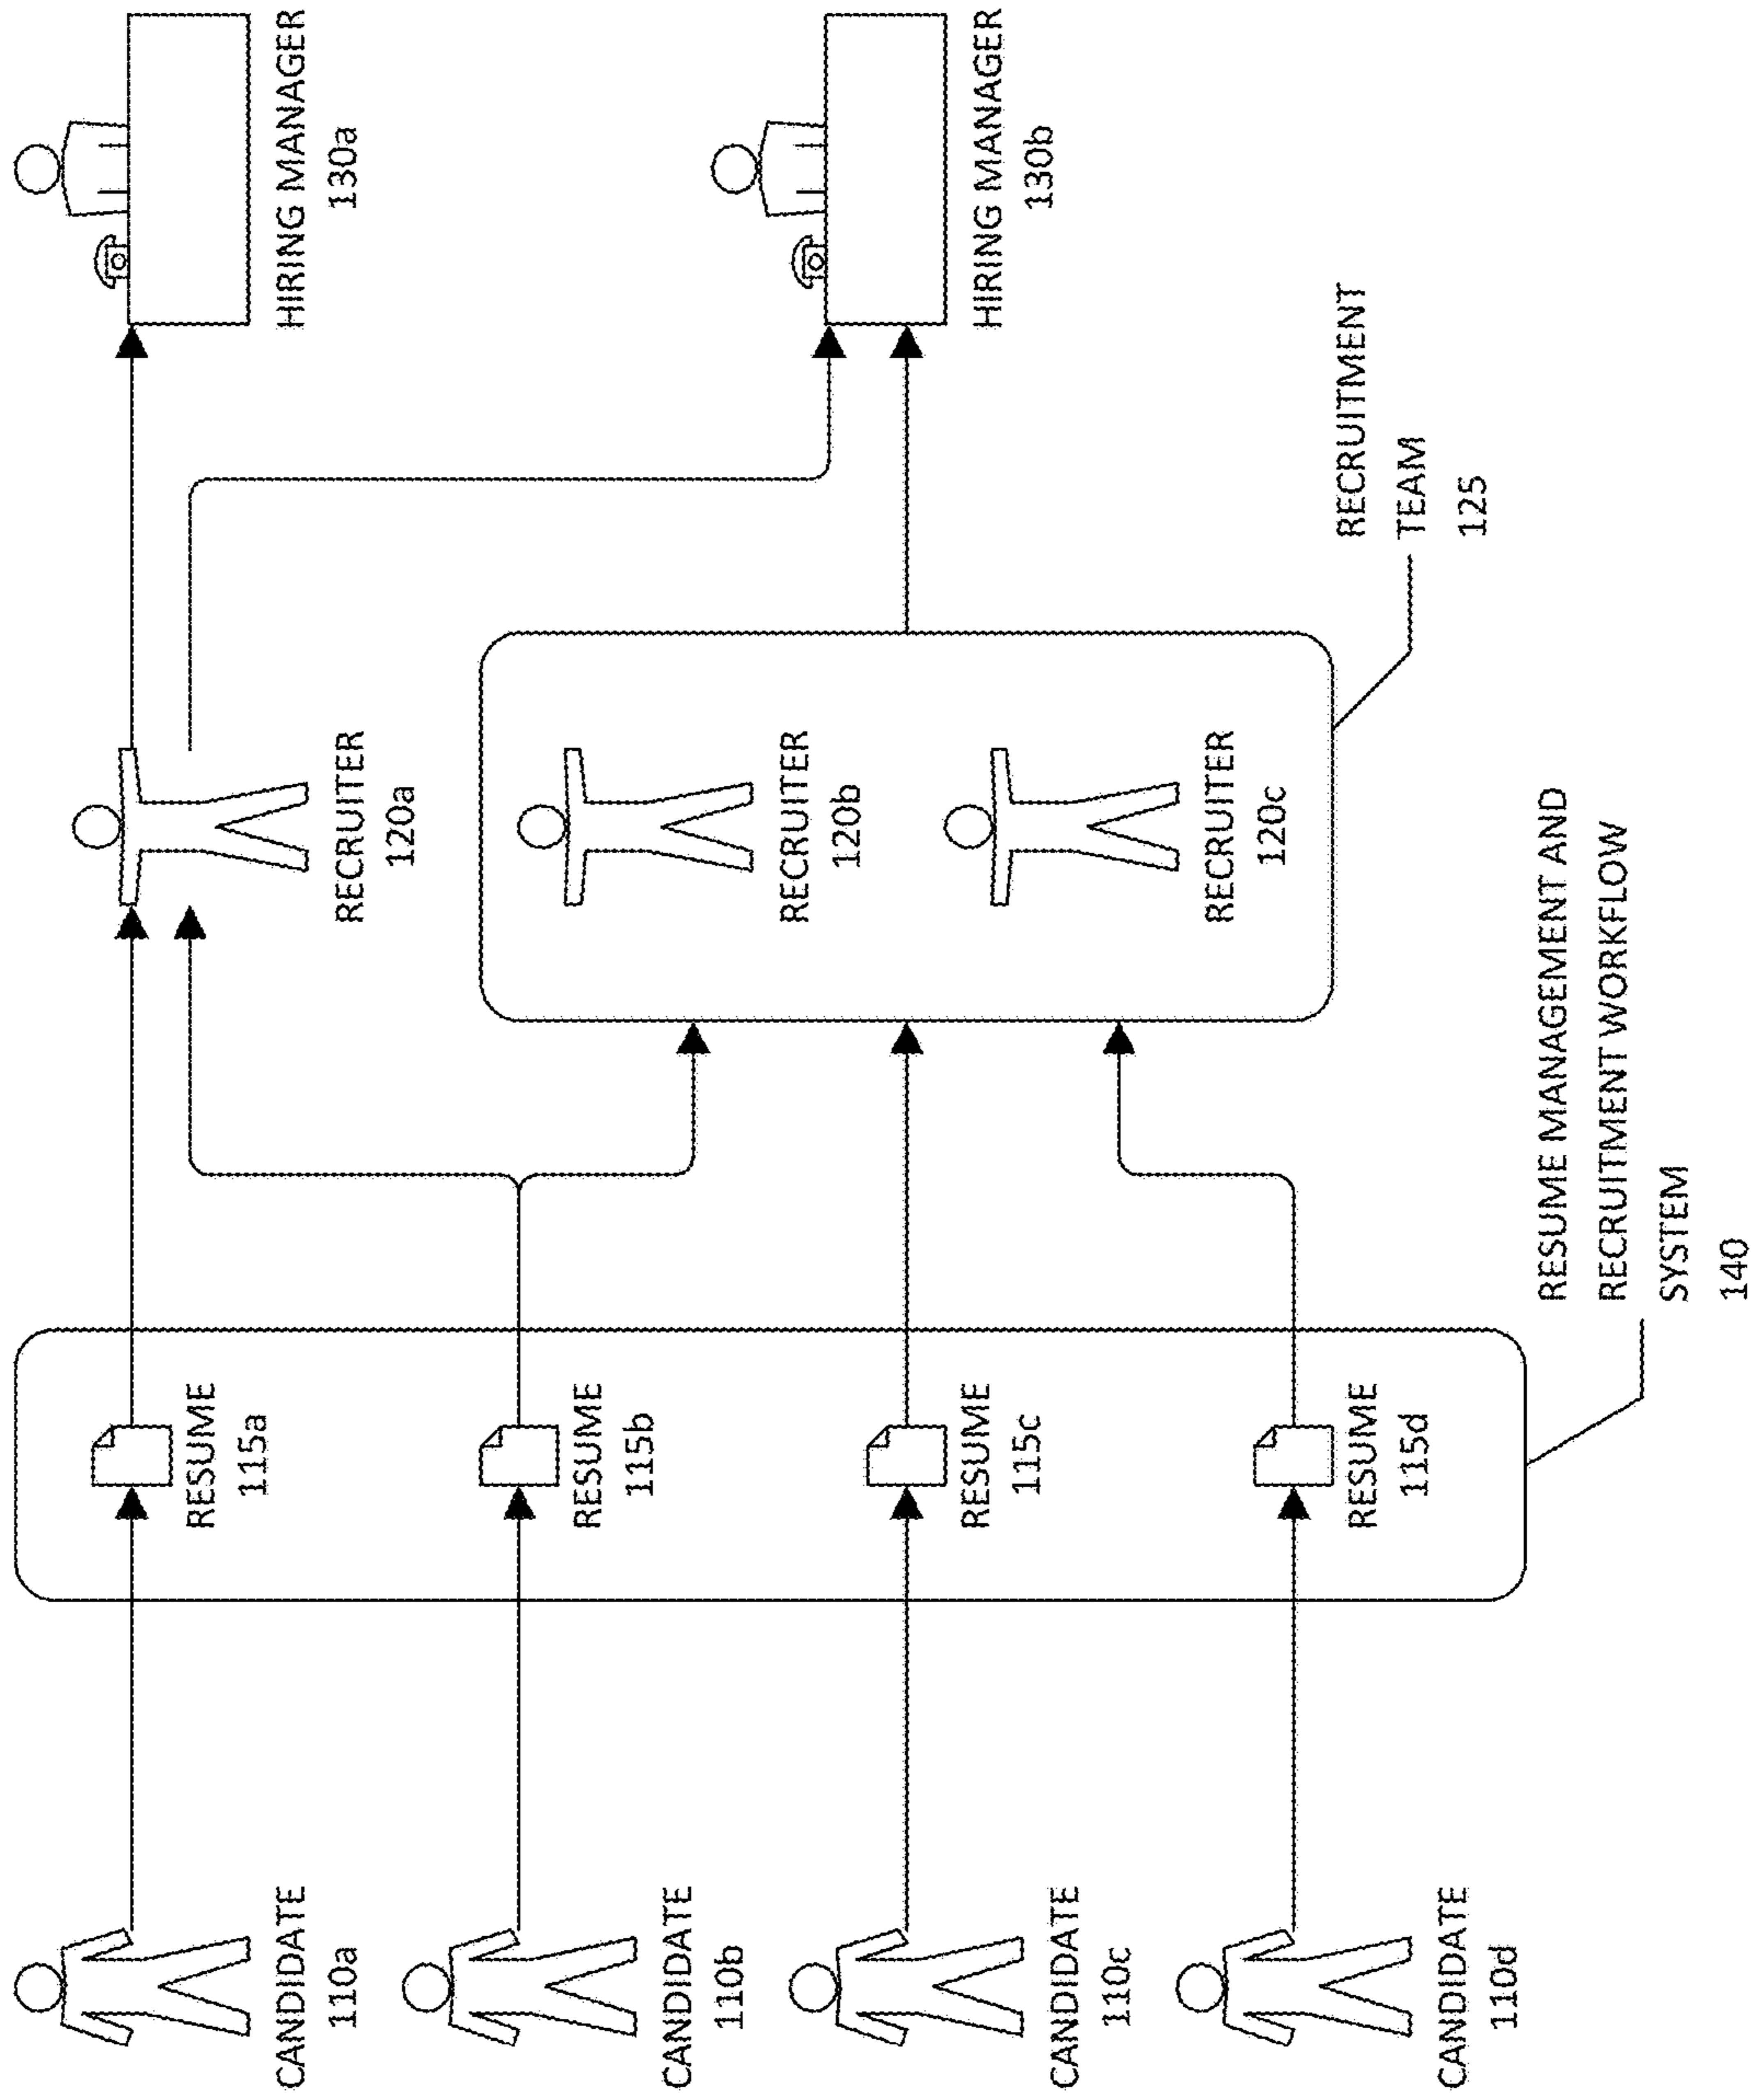 CANDIDATE
110a
CANDIDATE
110b
CANDIDATE
110c
CANDIDATE
110d
RESUME
115a
RESUME
115b
RESUME
115c
RESUME
115d
RESUME MANAGEMENT AND
RECRUITMENT WORKFLOW
SYSTEM
140
RECRUITER
120a
RECRUITER
120b
RECRUITER
120c
RECRUITMENT
TEAM
125
HIRING MANAGER
130a
HIRING MANAGER
130b